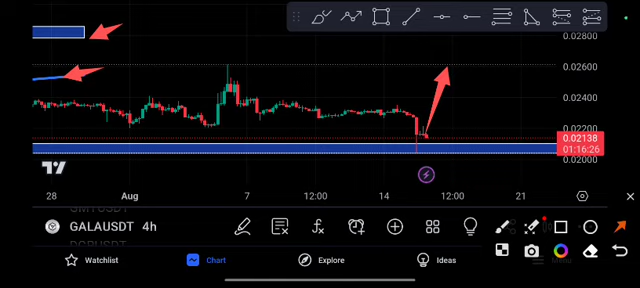 0.02800
0.02600
0.02400
0.02200
0.02138
01:16:26
0.02000
28 Aug 7 12:00 14 12:00 21
GALAUSDT 4h
Watchlist Chart Explore Ideas